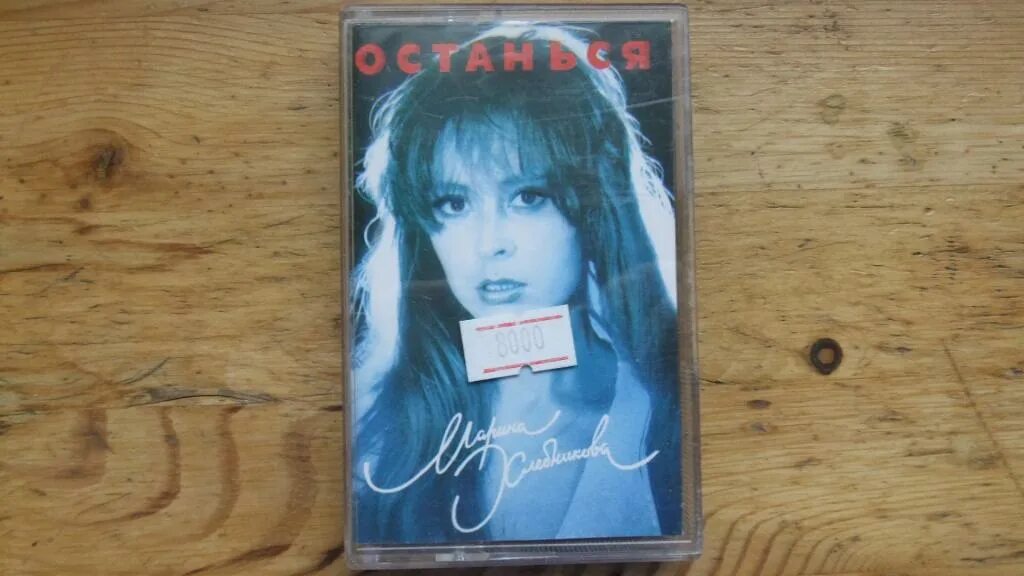 ОСТАНЬСЯ
8000
Марина
Хлебникова